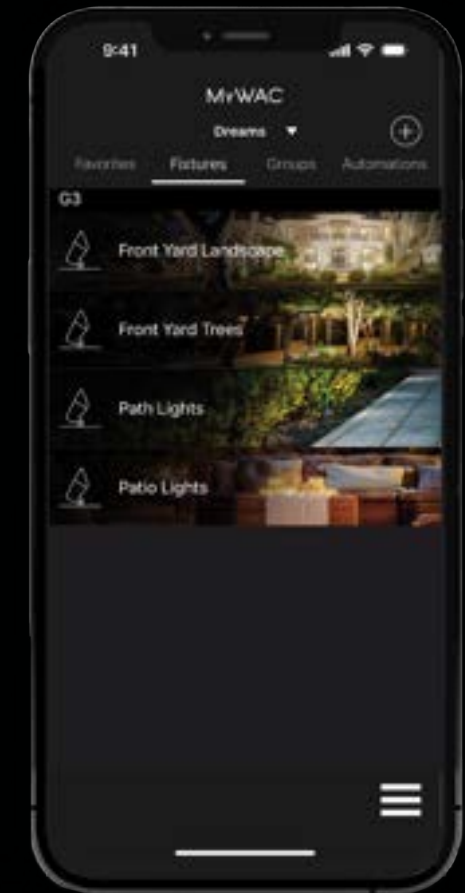 9:41
MyWAC
Dreams
Favorites Fixtures Groups Automations
G3
Front Yard Landscape
Front Yard Trees
Path Lights
Patio Lights